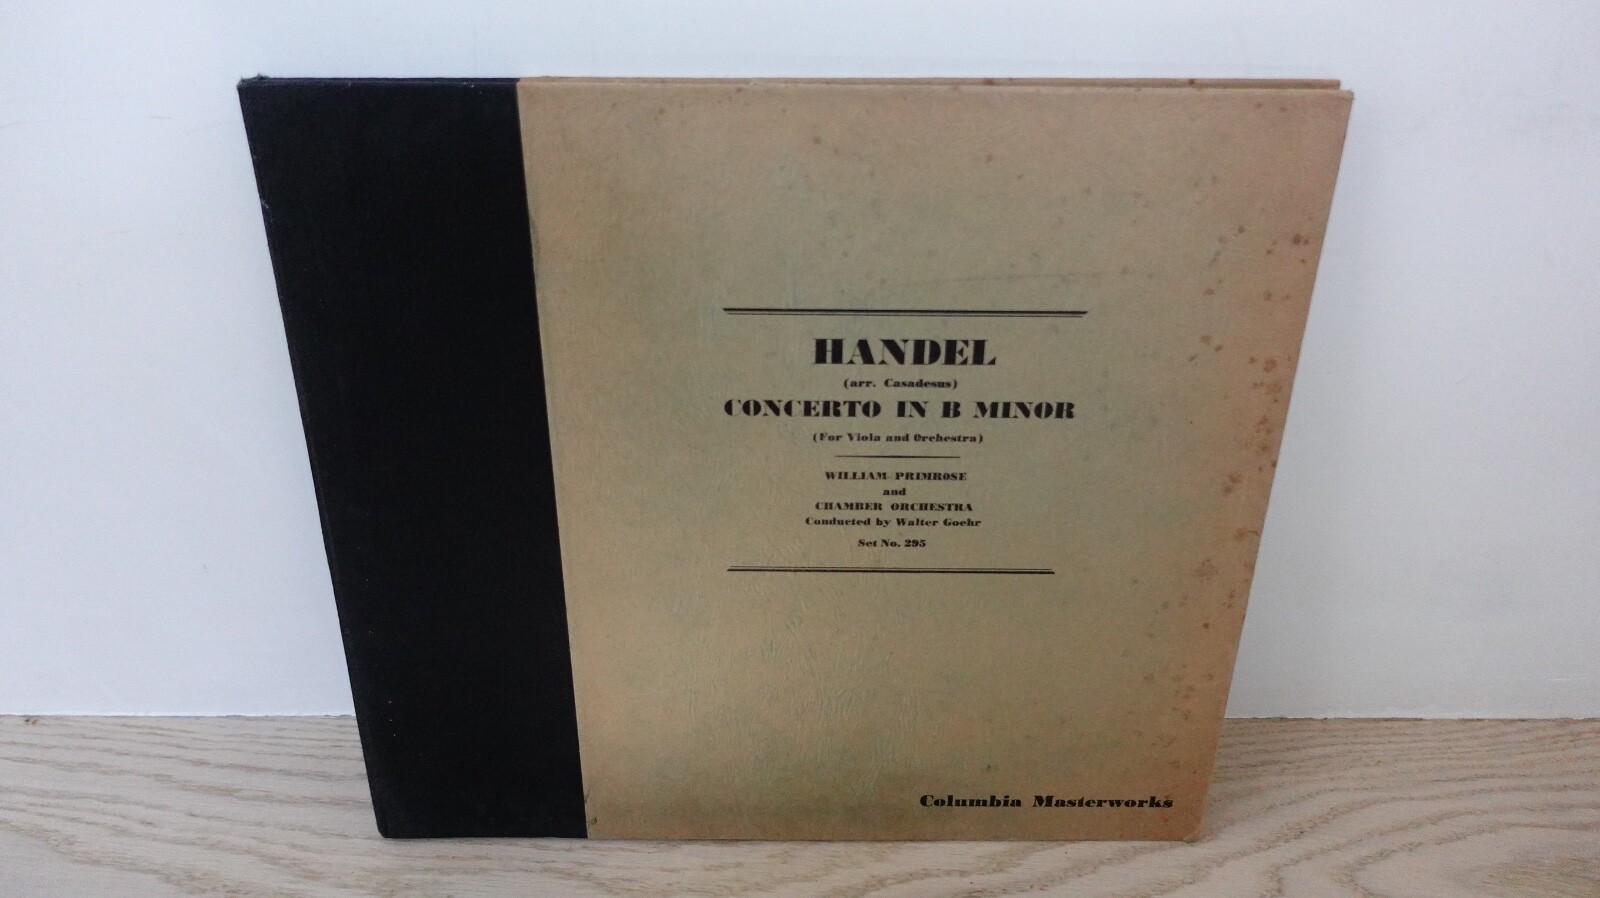 HANDEL
(arr. Casadesus)
CONCERTO IN B MINOR
(For Viola and Orchestra)
WILLIAM PRIMROSE
and
CHAMBER ORCHESTRA
Conducted by Walter Goehr
Set No. 295
Columbia Masterworks